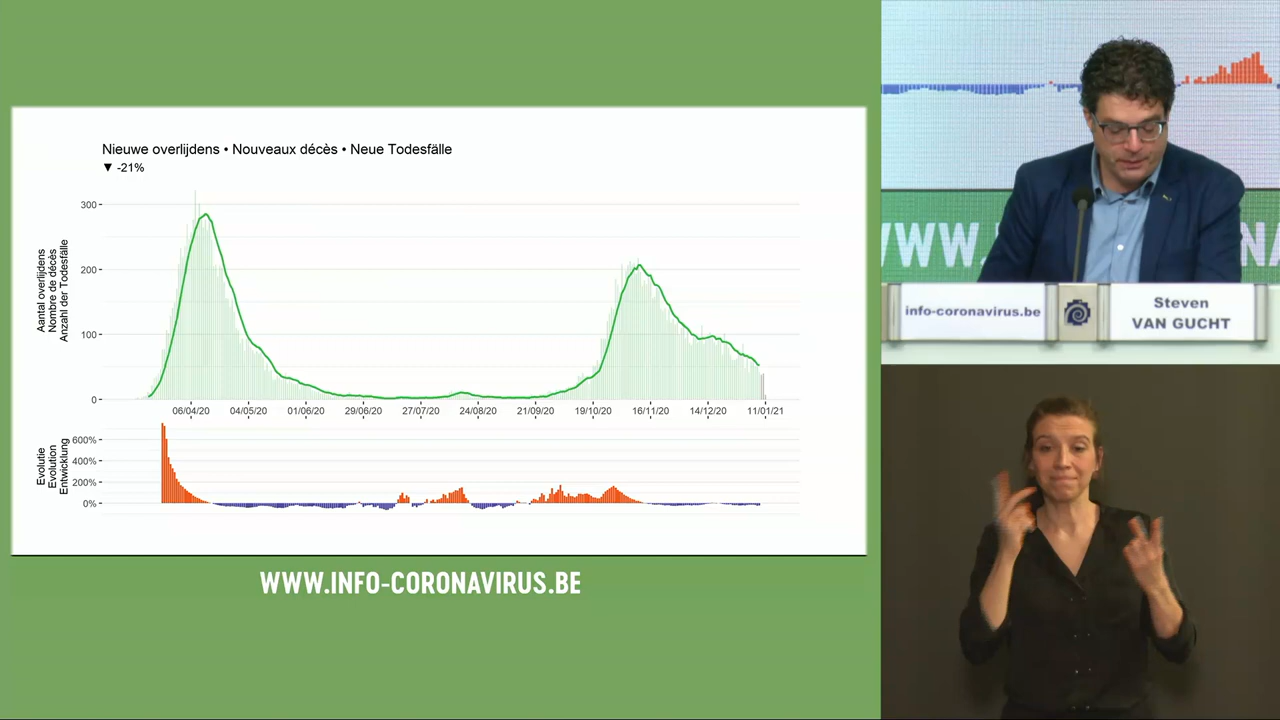 Nieuwe overlijdens • Nouveaux décès • Neue Todesfälle
▼ -21%
Aantal overlijdens
Nombre de décès
Anzahl der Todesfälle
300
200
100
0
06/04/20 04/05/20 01/06/20 29/06/20 27/07/20 24/08/20 21/09/20 19/10/20 16/11/20 14/12/20 11/01/21
Evolutie
Evolution
Entwicklung
600%
400%
200%
0%
WWW.INFO-CORONAVIRUS.BE
info-coronavirus.be
Steven
VAN GUCHT